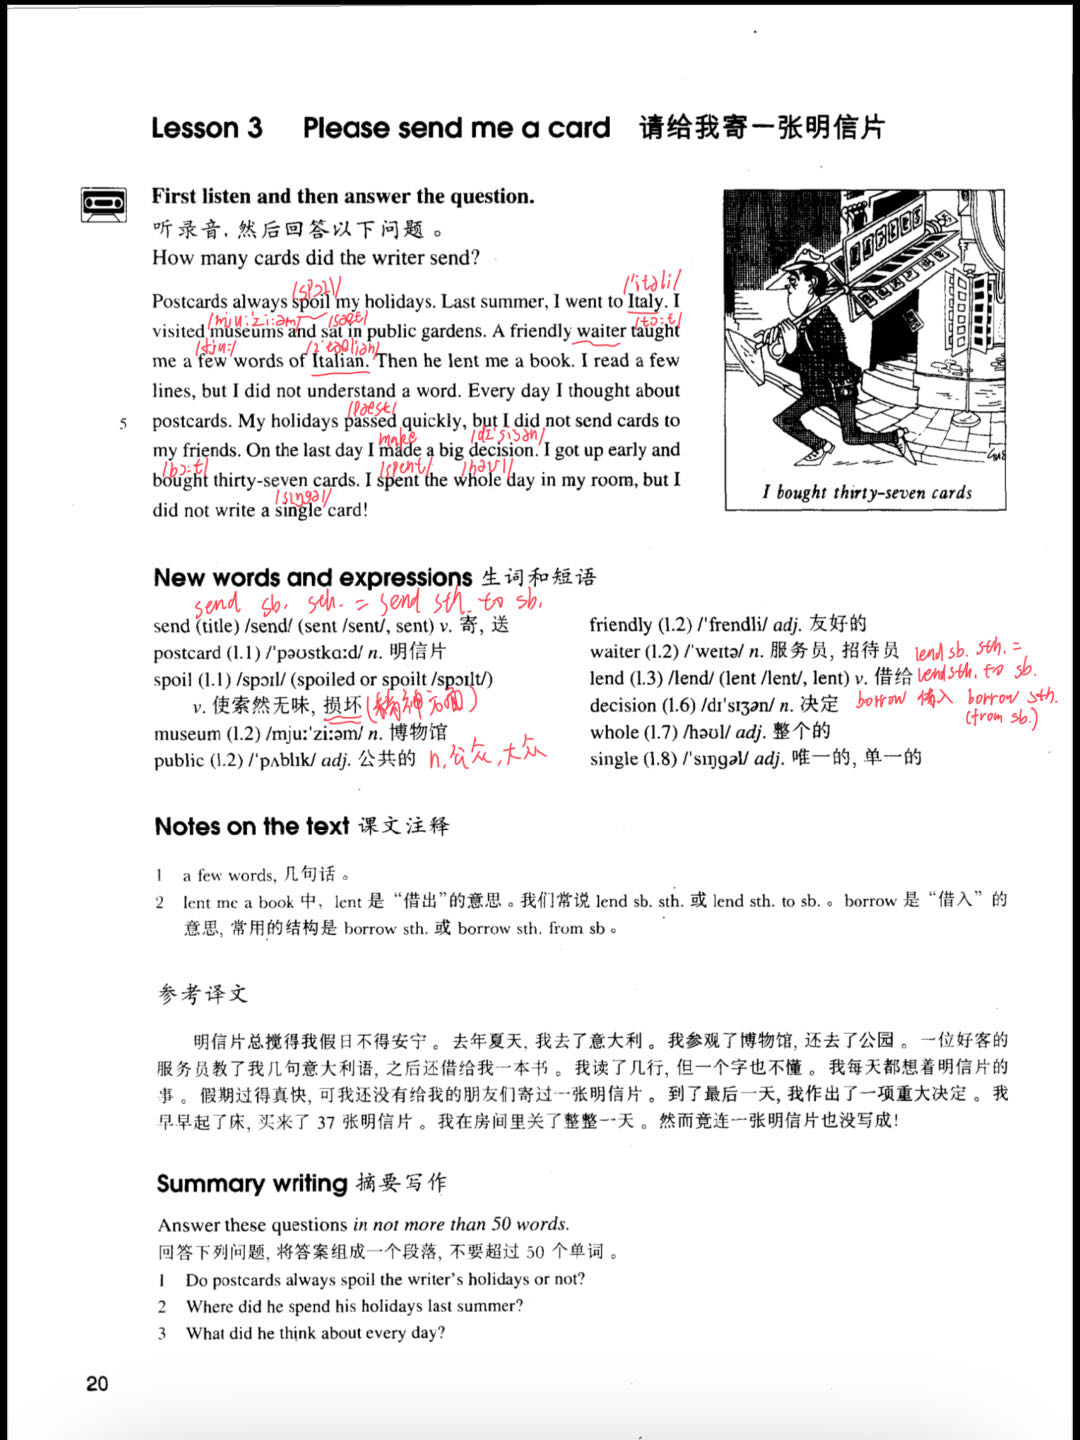 Lesson 3 Please send me a card 请给我寄一张明信片
First listen and then answer the question.
听录音，然后回答以下问题。
How many cards did the writer send?
/spɔɪl/ /'itəli/
Postcards always spoil my holidays. Last summer, I went to Italy. I
/mju:'zi:əm/ /sæt/ /tɔ:t/
visited museums and sat in public gardens. A friendly waiter taught
/fju:/ /ɪ'tæliən/
me a few words of Italian. Then he lent me a book. I read a few
lines, but I did not understand a word. Every day I thought about
/pæst/
5 postcards. My holidays passed quickly, but I did not send cards to
make /dɪ'sɪʒən/
my friends. On the last day I made a big decision. I got up early and
/bɔ:t/ /spent/ /həʊl/
bought thirty-seven cards. I spent the whole day in my room, but I
/sɪŋgəl/
did not write a single card!
I bought thirty-seven cards
New words and expressions 生词和短语
send sb. sth. = send sth. to sb.
send (title) /send/ (sent /sent/, sent) v. 寄, 送
postcard (l.1) /'pəʊstkɑ:d/ n. 明信片
spoil (l.1) /spɔɪl/ (spoiled or spoilt /spɔɪlt/)
v. 使索然无味, 损坏 (精神方面)
museum (l.2) /mju:'zi:əm/ n. 博物馆
public (l.2) /'pʌblɪk/ adj. 公共的 n. 公众, 大众
friendly (l.2) /'frendli/ adj. 友好的
waiter (l.2) /'weɪtə/ n. 服务员, 招待员 lend sb. sth. =
lend (l.3) /lend/ (lent /lent/, lent) v. 借给 lend sth. to sb.
decision (l.6) /dɪ'sɪʒən/ n. 决定 borrow 借入 borrow sth.
(from sb.)
whole (l.7) /həʊl/ adj. 整个的
single (l.8) /'sɪŋgəl/ adj. 唯一的, 单一的
Notes on the text 课文注释
1 a few words, 几句话。
2 lent me a book 中，lent 是“借出”的意思。我们常说 lend sb. sth. 或 lend sth. to sb.。borrow 是“借入”的
意思, 常用的结构是 borrow sth. 或 borrow sth. from sb。
参考译文
明信片总搅得我假日不得安宁。去年夏天, 我去了意大利。我参观了博物馆, 还去了公园。一位好客的
服务员教了我几句意大利语, 之后还借给我一本书。我读了几行, 但一个字也不懂。我每天都想着明信片的
事。假期过得真快, 可我还没有给我的朋友们寄过一张明信片。到了最后一天, 我作出了一项重大决定。我
早早起了床, 买来了 37 张明信片。我在房间里关了整整一天。然而竟连一张明信片也没写成!
Summary writing 摘要写作
Answer these questions in not more than 50 words.
回答下列问题, 将答案组成一个段落, 不要超过 50 个单词。
1 Do postcards always spoil the writer's holidays or not?
2 Where did he spend his holidays last summer?
3 What did he think about every day?
20